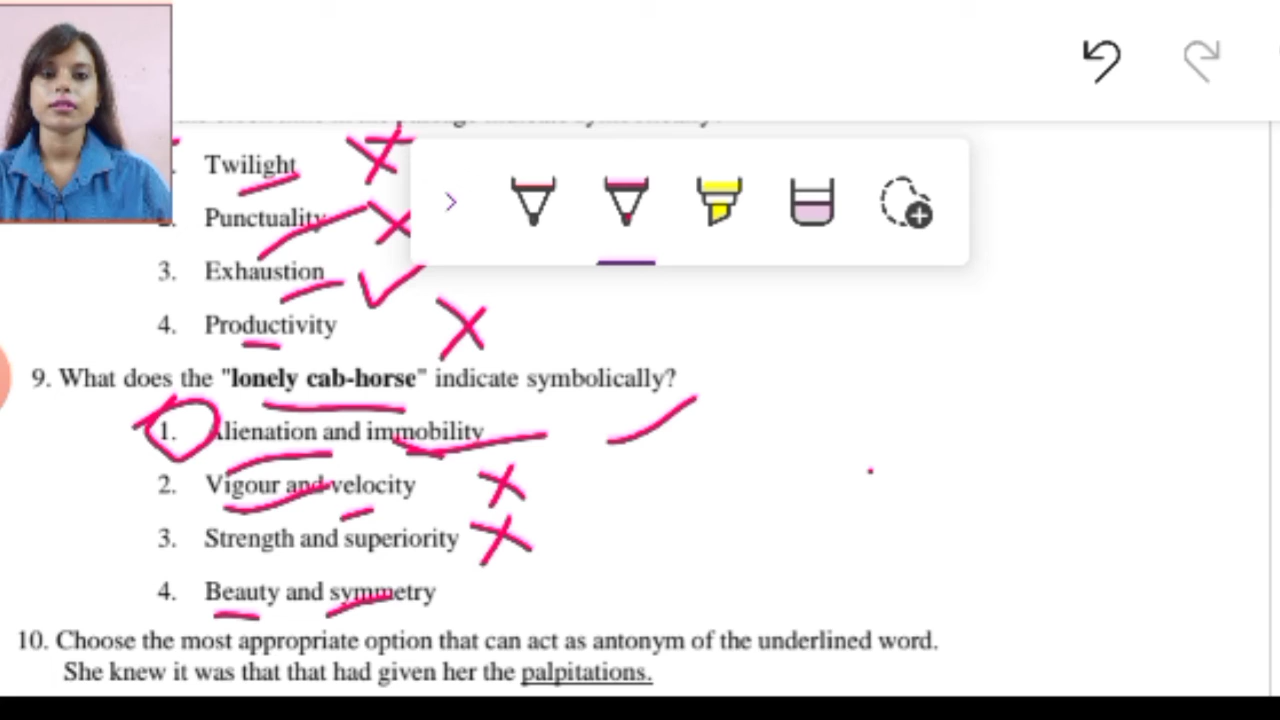 Twilight
Punctuality
3. Exhaustion
4. Productivity
9. What does the "lonely cab-horse" indicate symbolically?
1. Alienation and immobility
2. Vigour and velocity
3. Strength and superiority
4. Beauty and symmetry
10. Choose the most appropriate option that can act as antonym of the underlined word.
She knew it was that that had given her the palpitations.